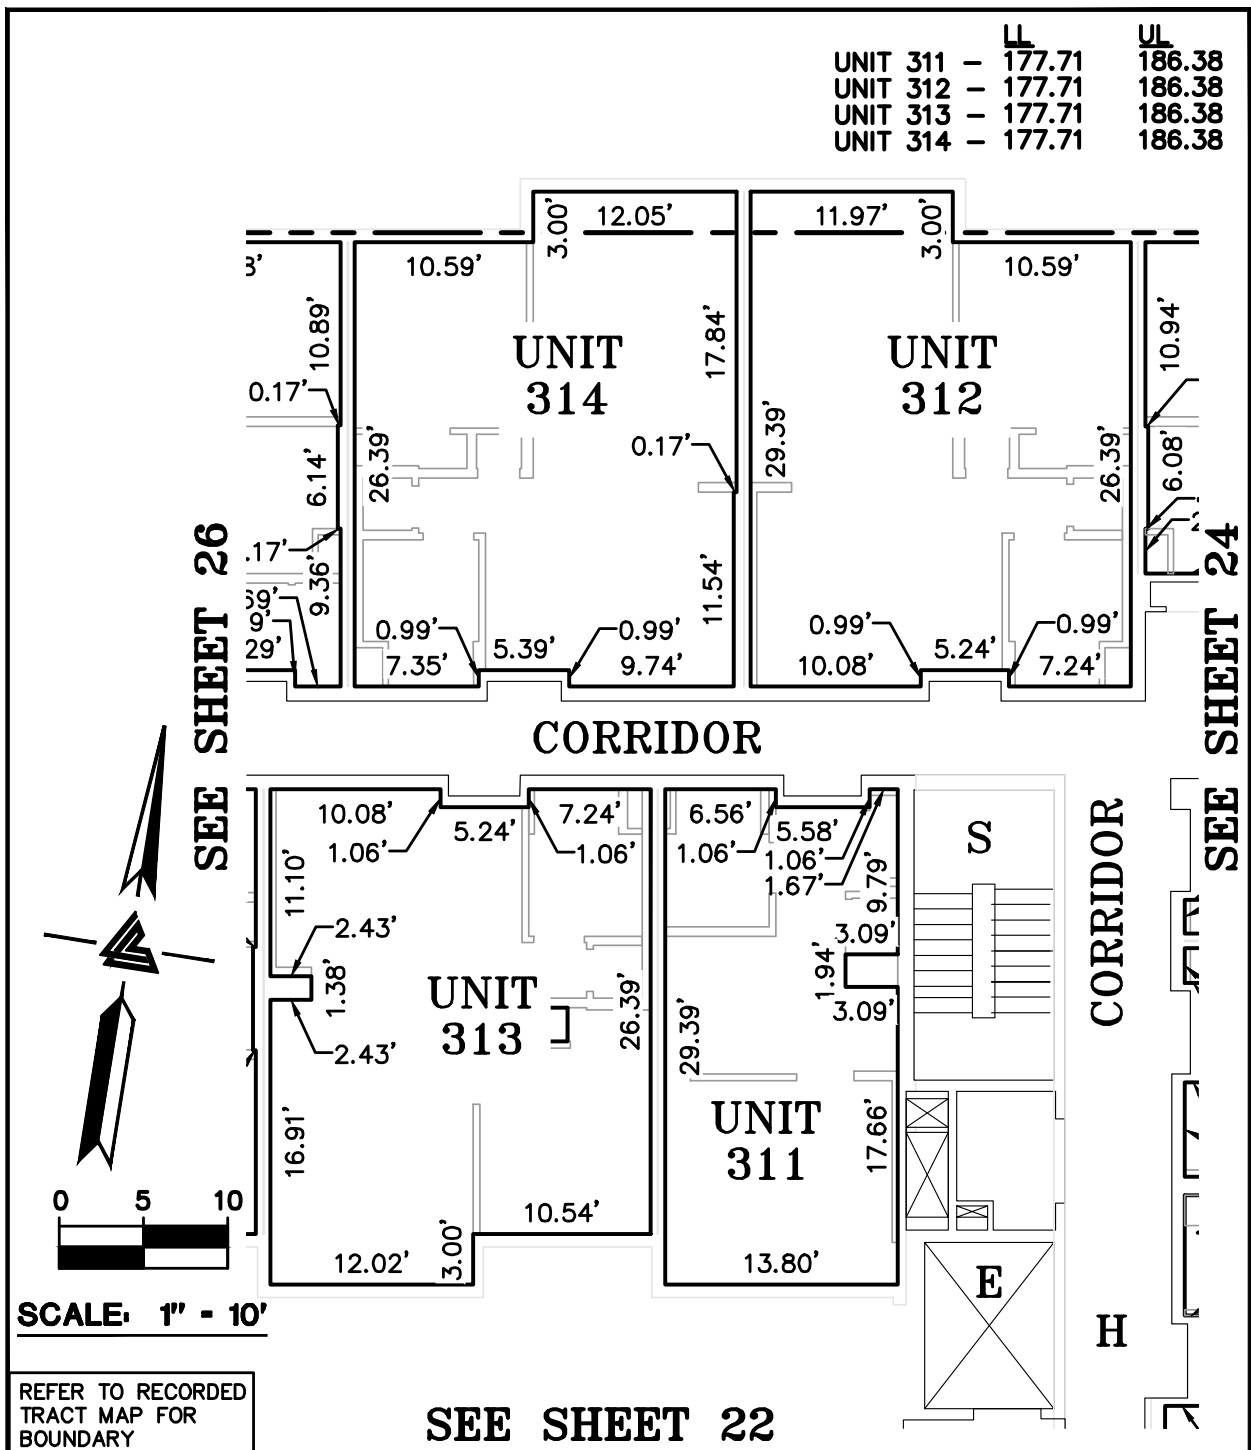 LL UL
UNIT 311 - 177.71 186.38
UNIT 312 - 177.71 186.38
UNIT 313 - 177.71 186.38
UNIT 314 - 177.71 186.38
12.05'
3.00'
11.97'
3.00'
8'
10.59'
10.59'
10.89'
17.84'
10.94'
UNIT
314
UNIT
312
0.17'
26.39'
0.17'
29.39'
26.39'
6.14'
6.08'
.17'
9.36'
2
11.54'
69'
9'
29'
0.99'
5.39'
0.99'
7.35'
9.74'
0.99'
5.24'
0.99'
10.08'
7.24'
SEE SHEET 26
SEE SHEET 24
CORRIDOR
10.08'
5.24'
7.24'
1.06'
1.06'
6.56'
5.58'
1.06'
1.06'
1.67'
9.79'
S
CORRIDOR
11.10'
2.43'
1.38'
2.43'
3.09'
1.94'
3.09'
UNIT
313
26.39'
29.39'
UNIT
311
16.91'
17.66'
10.54'
12.02'
3.00'
13.80'
0 5 10
SCALE: 1" - 10'
E
H
REFER TO RECORDED
TRACT MAP FOR
BOUNDARY
SEE SHEET 22